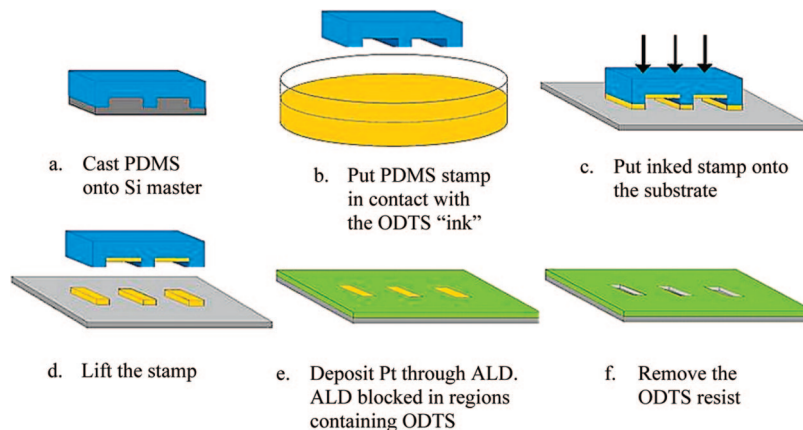 a. Cast PDMS
onto Si master
b. Put PDMS stamp
in contact with
the ODTS “ink”
c. Put inked stamp onto
the substrate
d. Lift the stamp
e. Deposit Pt through ALD.
ALD blocked in regions
containing ODTS
f. Remove the
ODTS resist